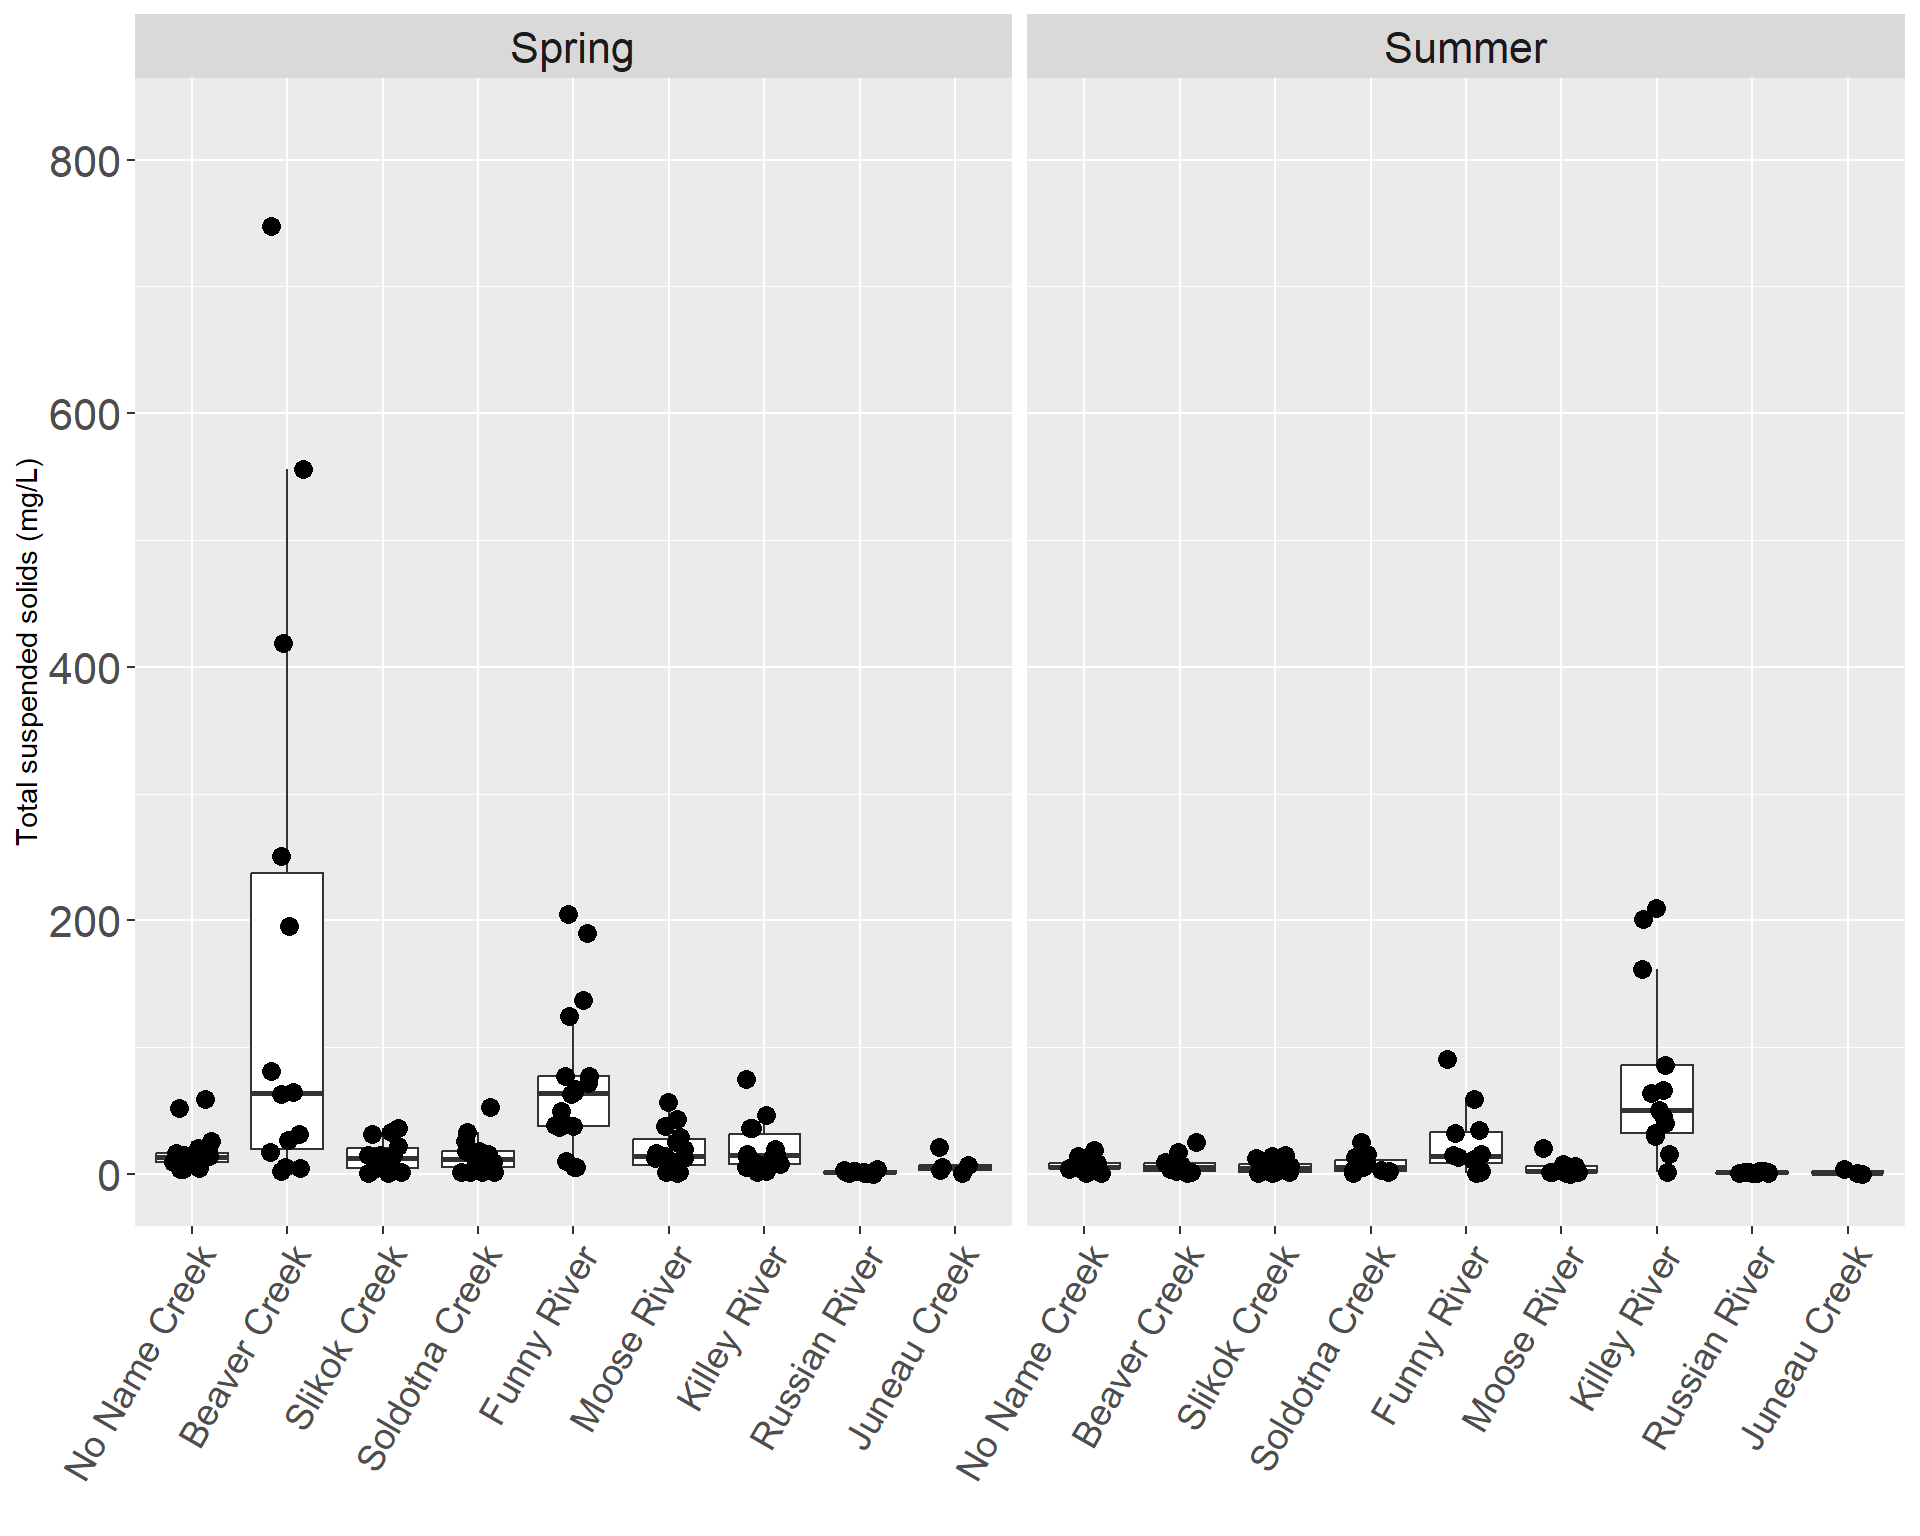 Spring
Summer
Total suspended solids (mg/L)
800
600
400
200
0
No Name Creek
Beaver Creek
Slikok Creek
Soldotna Creek
Funny River
Moose River
Killey River
Russian River
Juneau Creek
No Name Creek
Beaver Creek
Slikok Creek
Soldotna Creek
Funny River
Moose River
Killey River
Russian River
Juneau Creek